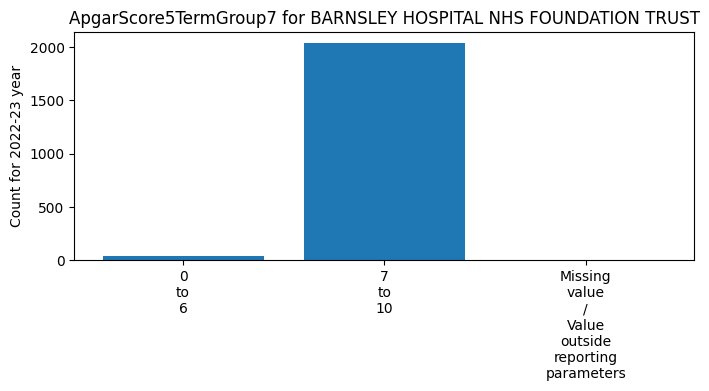 ApgarScore5TermGroup7 for BARNSLEY HOSPITAL NHS FOUNDATION TRUST
Count for 2022-23 year
2000
1500
1000
500
0
0
to
6
7
to
10
Missing
value
/
Value
outside
reporting
parameters